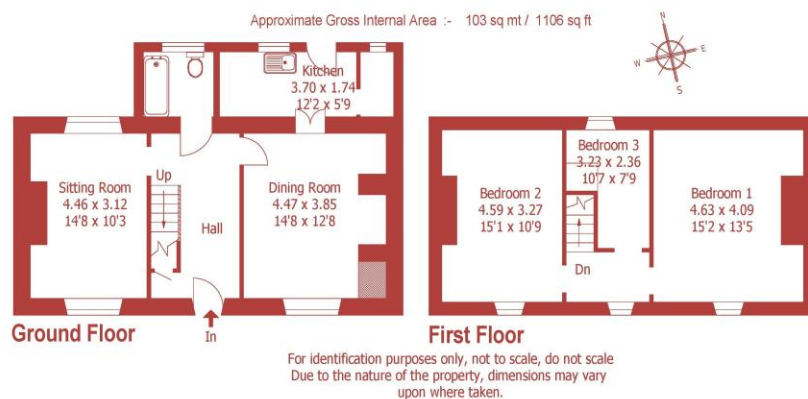 Approximate Gross Internal Area :- 103 sq mt / 1106 sq ft
N
W
E
S
Kitchen
3.70 x 1.74
12'2 x 5'9
Sitting Room
4.46 x 3.12
14'8 x 10'3
Up
Hall
Dining Room
4.47 x 3.85
14'8 x 12'8
In
Ground Floor
Bedroom 3
3.23 x 2.36
10'7 x 7'9
Bedroom 2
4.59 x 3.27
15'1 x 10'9
Bedroom 1
4.63 x 4.09
15'2 x 13'5
Dn
First Floor
For identification purposes only, not to scale, do not scale
Due to the nature of the property, dimensions may vary
upon where taken.